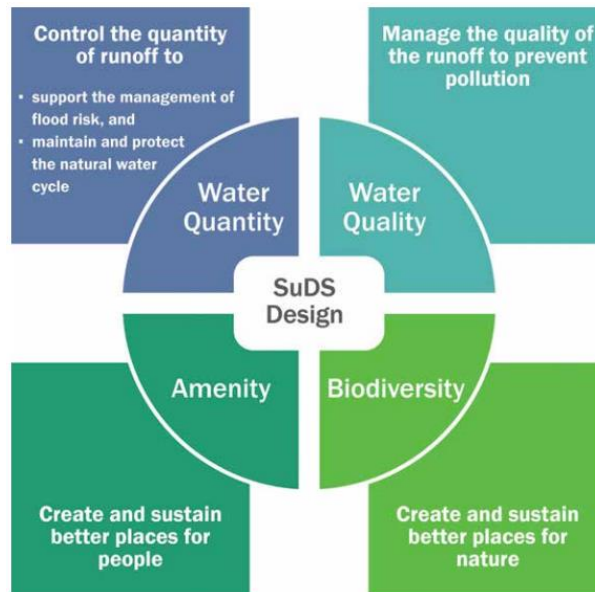 Control the quantity
of runoff to
• support the management of
flood risk, and
• maintain and protect
the natural water
cycle
Water
Quantity
Manage the quality of
the runoff to prevent
pollution
Water
Quality
SuDS
Design
Amenity
Create and sustain
better places for
people
Biodiversity
Create and sustain
better places for
nature